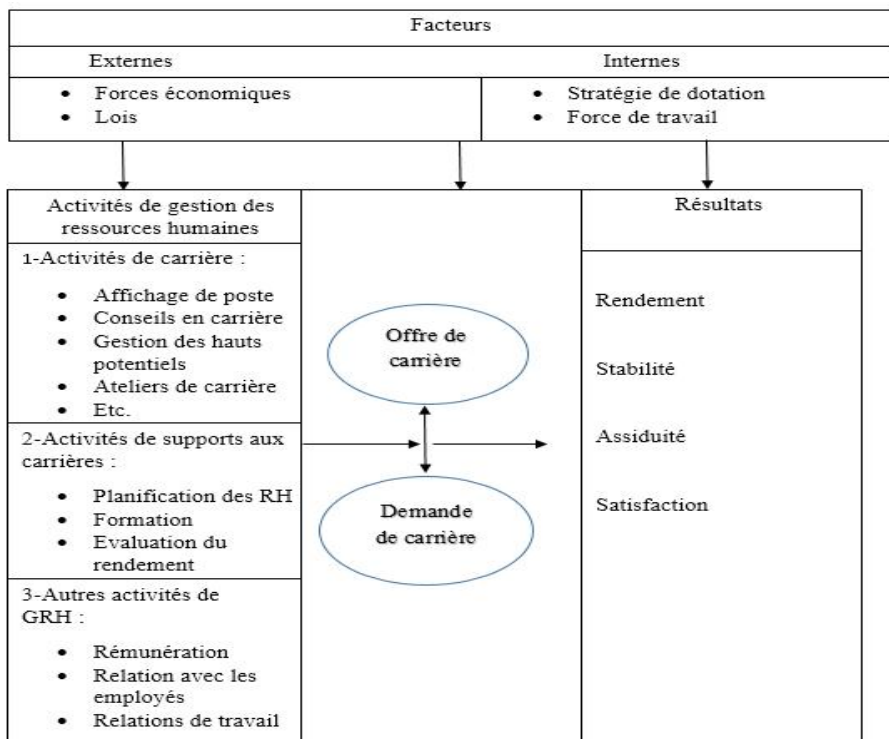 Facteurs
Externes
Internes
• Forces économiques
• Lois
• Stratégie de dotation
• Force de travail
Activités de gestion des
ressources humaines
1-Activités de carrière :
• Affichage de poste
• Conseils en carrière
• Gestion des hauts
potentiels
• Ateliers de carrière
• Etc.
2-Activités de supports aux
carrières :
• Planification des RH
• Formation
• Evaluation du
rendement
3-Autres activités de
GRH :
• Rémunération
• Relation avec les
employés
• Relations de travail
Offre de
carrière
Demande
de carrière
Résultats
Rendement
Stabilité
Assiduité
Satisfaction